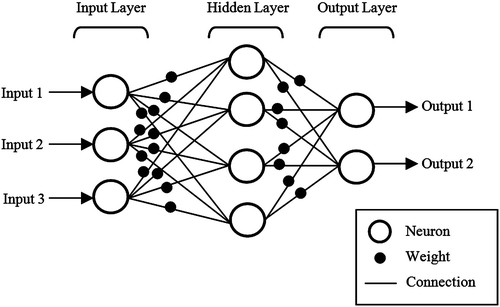 Input Layer Hidden Layer Output Layer
Input 1
Output 1
Input 2
Output 2
Input 3
Neuron
Weight
Connection